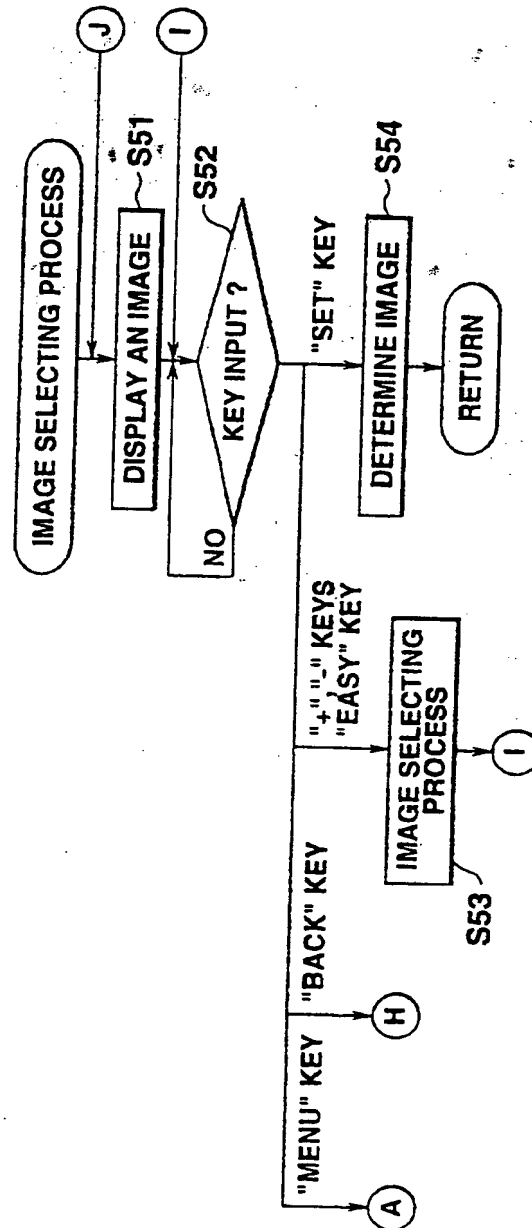 IMAGE SELECTING PROCESS
J
DISPLAY AN IMAGE
S51
I
S52
KEY INPUT ?
NO
"MENU" KEY
"BACK" KEY
"+" "-" KEYS
"EASY" KEY
"SET" KEY
A
H
IMAGE SELECTING
PROCESS
S53
I
DETERMINE IMAGE
S54
RETURN